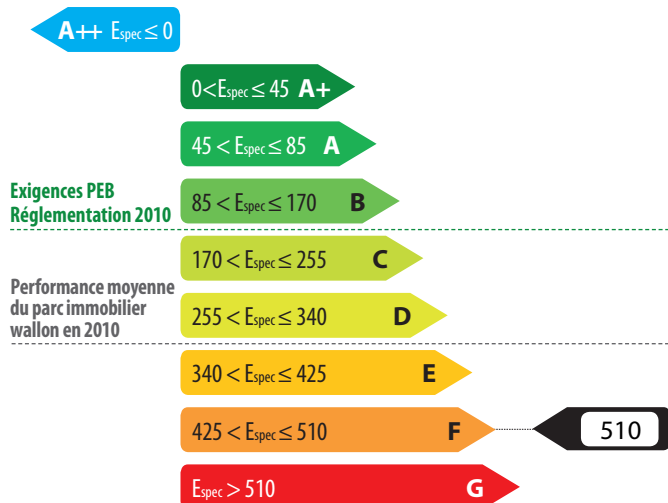 A++ Espec ≤ 0
0 < Espec ≤ 45 A+
45 < Espec ≤ 85 A
Exigences PEB
Réglementation 2010
85 < Espec ≤ 170 B
170 < Espec ≤ 255 C
Performance moyenne
du parc immobilier
wallon en 2010
255 < Espec ≤ 340 D
340 < Espec ≤ 425 E
425 < Espec ≤ 510 F 510
Espec > 510 G